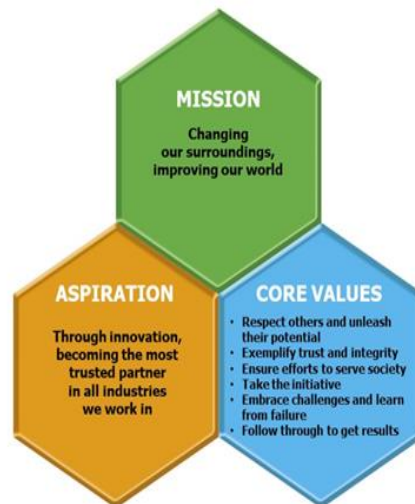 MISSION
Changing
our surroundings,
improving our world
ASPIRATION
Through innovation,
becoming the most
trusted partner
in all industries
we work in
CORE VALUES
• Respect others and unleash
their potential
• Exemplify trust and integrity
• Ensure efforts to serve society
• Take the initiative
• Embrace challenges and learn
from failure
• Follow through to get results